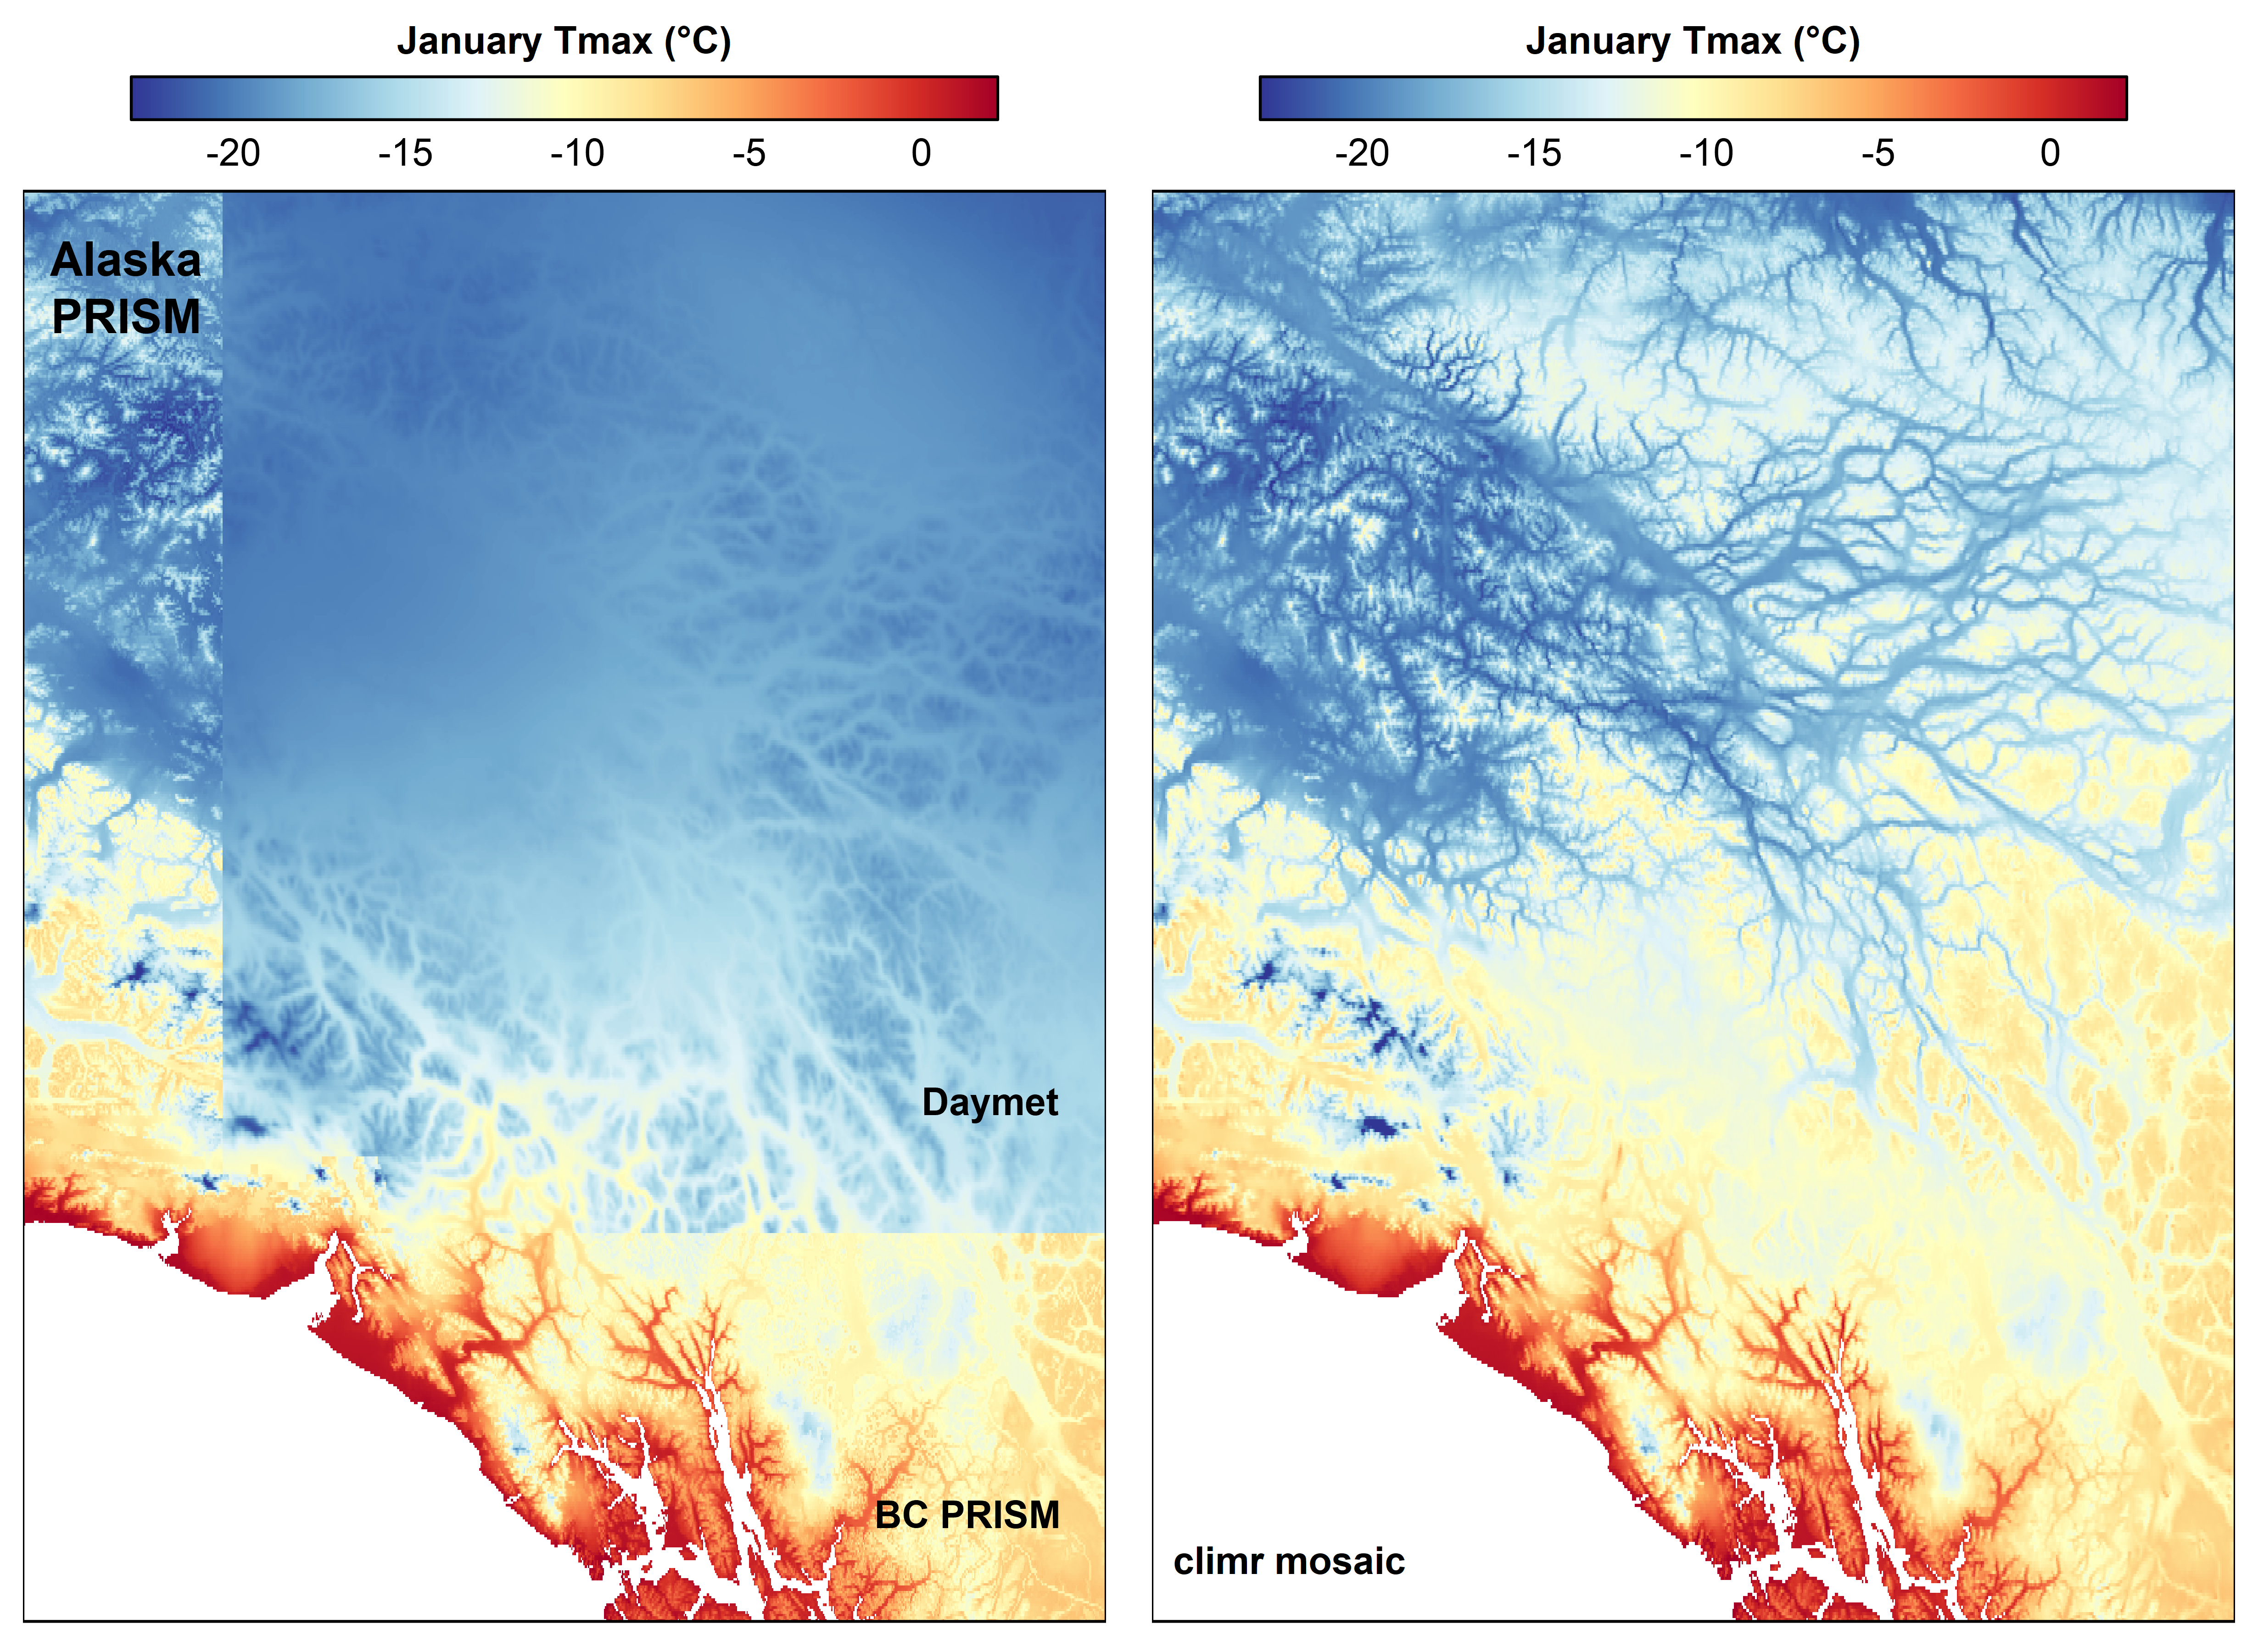 January Tmax (°C)
-20 -15 -10 -5 0
Alaska
PRISM
Daymet
BC PRISM
January Tmax (°C)
-20 -15 -10 -5 0
climr mosaic